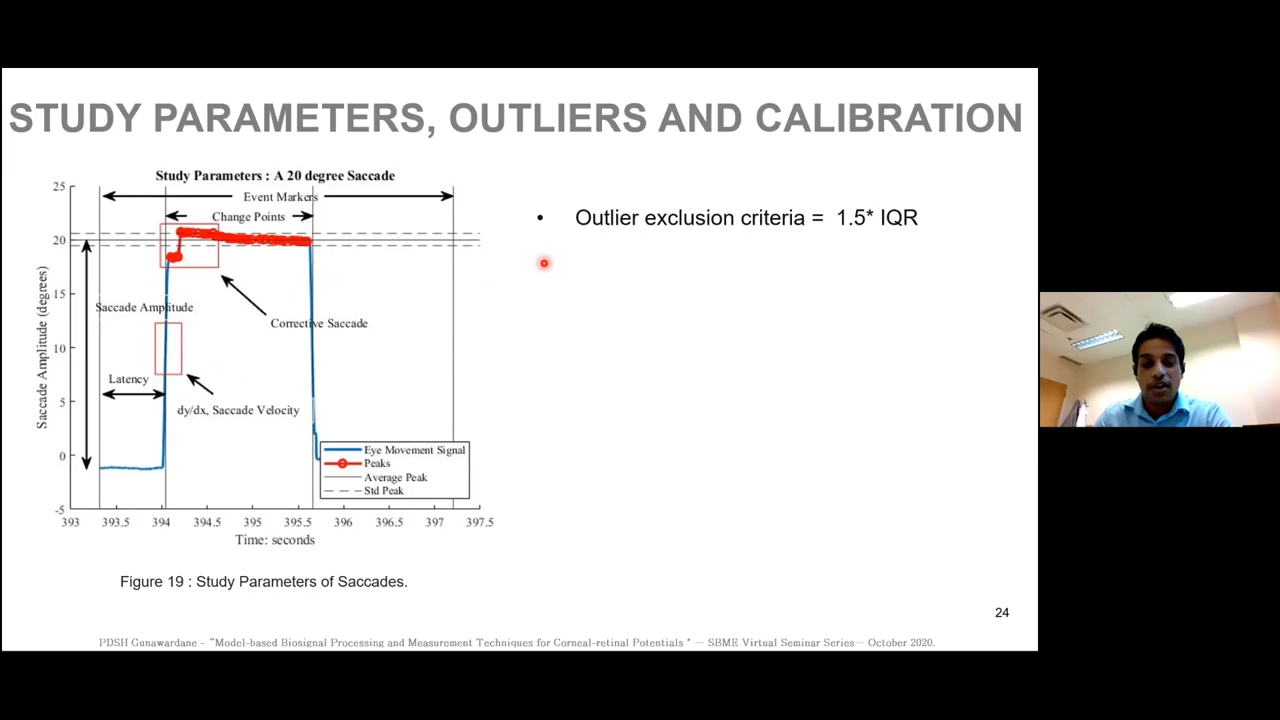 STUDY PARAMETERS, OUTLIERS AND CALIBRATION
Study Parameters : A 20 degree Saccade
25
20
15
10
5
0
-5
Saccade Amplitude (degrees)
Event Markers
Change Points
Saccade Amplitude
Corrective Saccade
Latency
dy/dx, Saccade Velocity
Eye Movement Signal
Peaks
Average Peak
Std Peak
393 393.5 394 394.5 395 395.5 396 396.5 397 397.5
Time: seconds
Figure 19 : Study Parameters of Saccades.
• Outlier exclusion criteria = 1.5* IQR
24
PDSH Gunawardane - "Model-based Biosignal Processing and Measurement Techniques for Corneal-retinal Potentials " — SBME Virtual Seminar Series— October 2020.